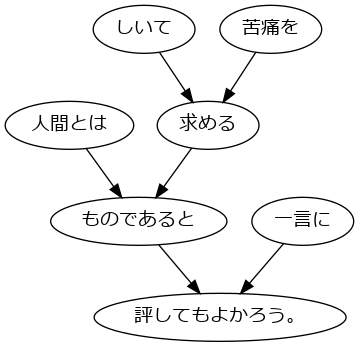 しいて 苦痛を
人間とは 求める
ものであると 一言に
評してもよかろう。